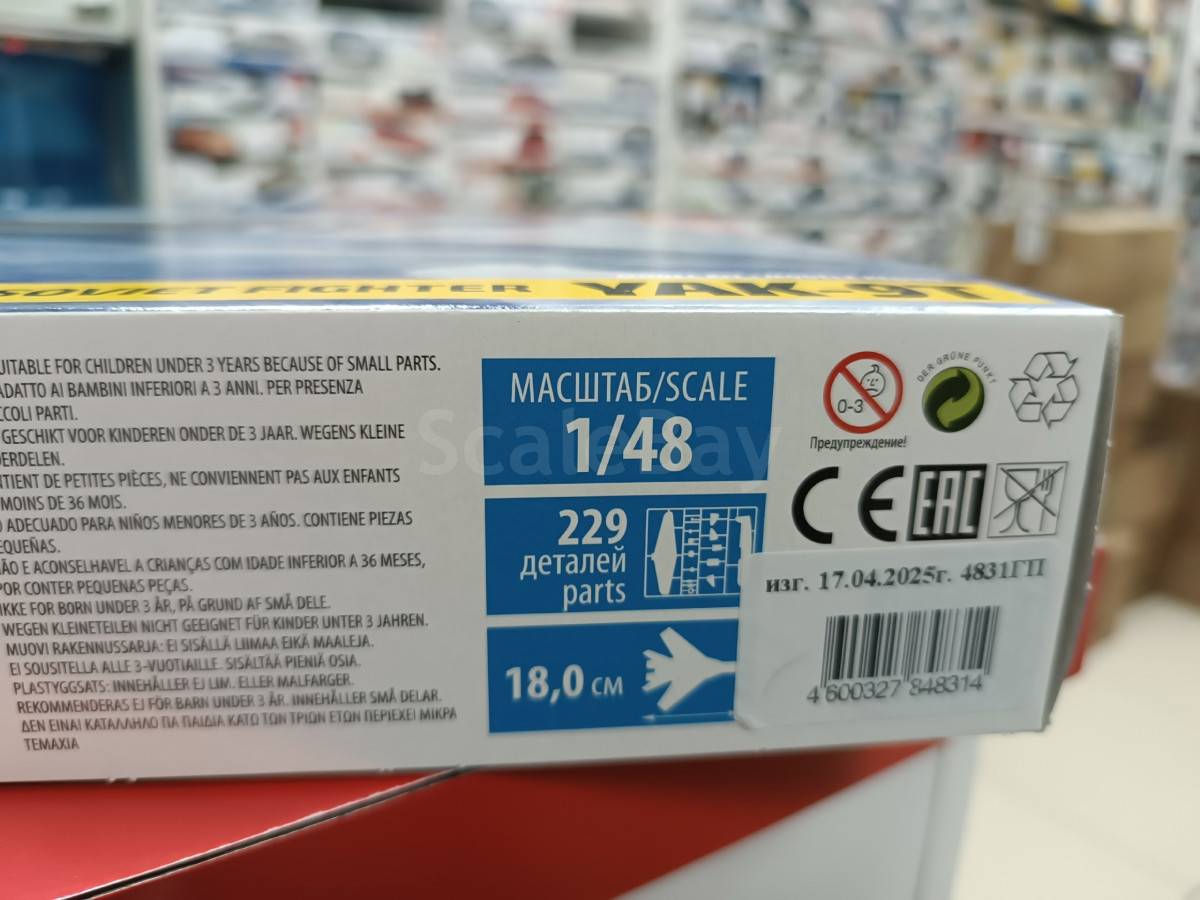 SOVIET FIGHTER YAK-9T
UITABLE FOR CHILDREN UNDER 3 YEARS BECAUSE OF SMALL PARTS.
ADATTO AI BAMBINI INFERIORI A 3 ANNI. PER PRESENZA
CCOLI PARTI.
GESCHIKT VOOR KINDEREN ONDER DE 3 JAAR. WEGENS KLEINE
DERDELEN.
NTIENT DE PETITES PIÈCES, NE CONVIENNENT PAS AUX ENFANTS
MOINS DE 36 MOIS.
O ADECUADO PARA NIÑOS MENORES DE 3 AÑOS. CONTIENE PIEZAS
EQUEÑAS.
ÃO E ACONSELHAVEL A CRIANÇAS COM IDADE INFERIOR A 36 MESES,
POR CONTER PEQUENAS PEÇAS.
IKKE FOR BORN UNDER 3 ÅR, PÅ GRUND AF SMÅ DELE.
WEGEN KLEINETEILEN NICHT GEEIGNET FÜR KINDER UNTER 3 JAHREN.
MUOVI RAKENNUSSARJA: EI SISÄLLÄ LIIMAA EIKÄ MAALEJA.
EI SOUSITELLA ALLE 3-VUOTIAILLE. SISÄLTÄÄ PIENIÄ OSIA.
PLASTYGGSATS: INNEHÅLLER EJ LIM. ELLER MALFARGER.
REKOMMENDERAS EJ FÖR BARN UNDER 3 ÅR. INNEHÅLLER SMÅ DELAR.
ΔΕΝ ΕΙΝΑΙ ΚΑΤΑΛΛΗΛΟ ΓΙΑ ΠΑΙΔΙΑ ΚΑΤΩ ΤΩΝ ΤΡΙΩΝ ΕΤΩΝ ΠΕΡΙΕΧΕΙ ΜΙΚΡΑ
ΤΕΜΑΧΙΑ
МАСШТАБ/SCALE
1/48
ScaleBay
229
деталей
parts
18,0 см
0-3
Предупреждение!
DER GRÜNE PUNKT
CE EAC
изг. 17.04.2025г. 4831ГП
4 600327 848314